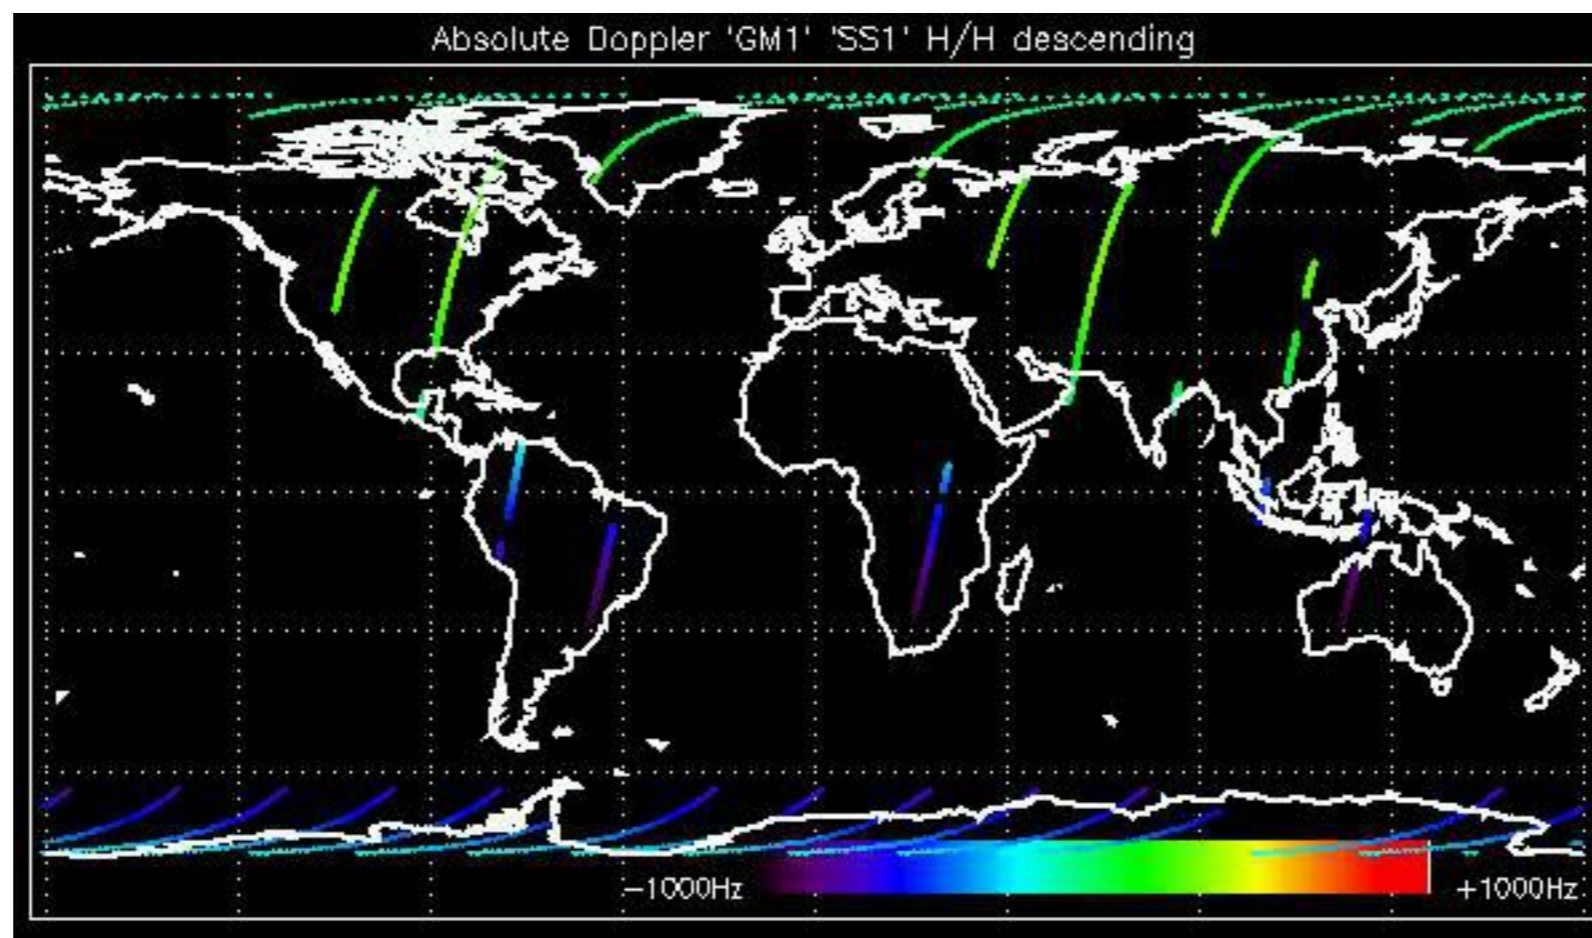 Absolute Doppler 'GM1' 'SS1' H/H descending
−1000Hz
+1000Hz